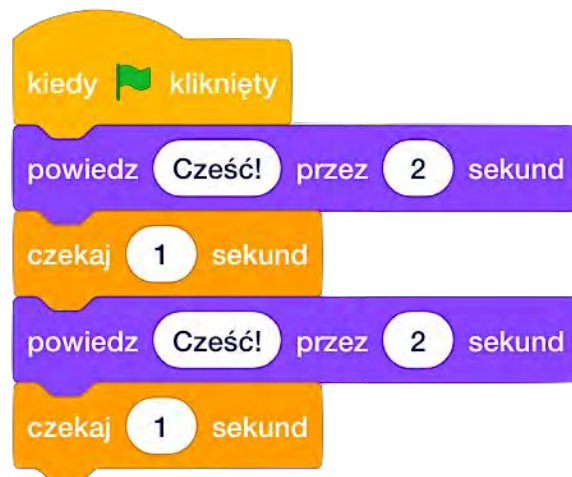 kiedy kliknięty
powiedz Cześć! przez 2 sekund
czekaj 1 sekund
powiedz Cześć! przez 2 sekund
czekaj 1 sekund